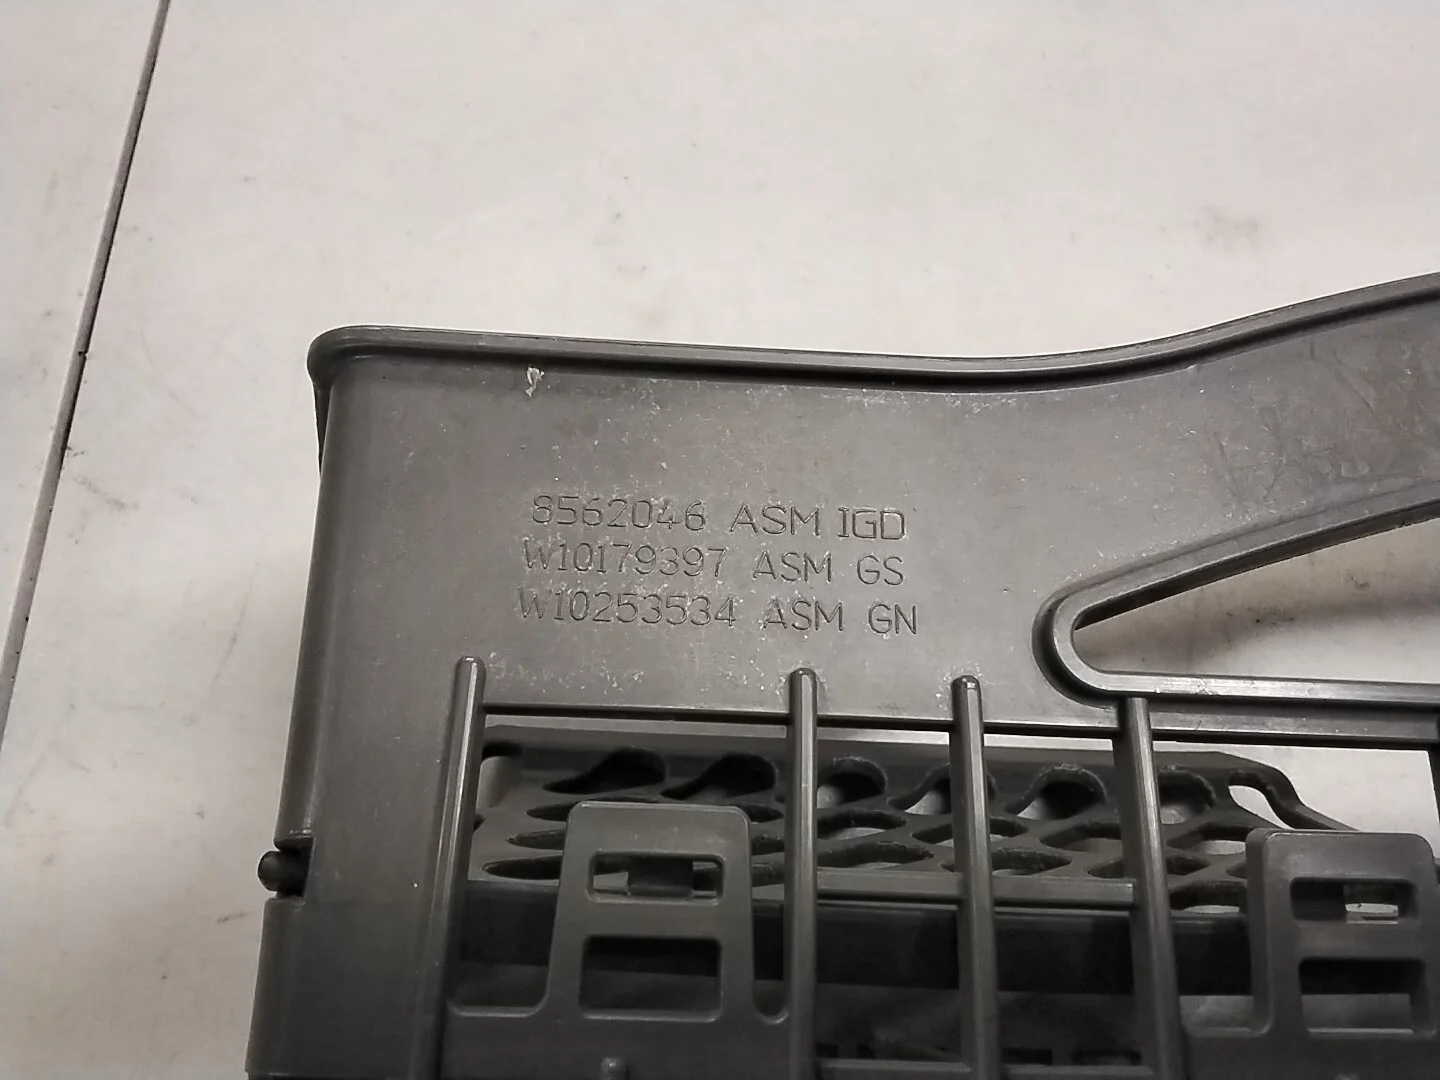 8562046 ASM IGD
W10179397 ASM GS
W10253534 ASM GN